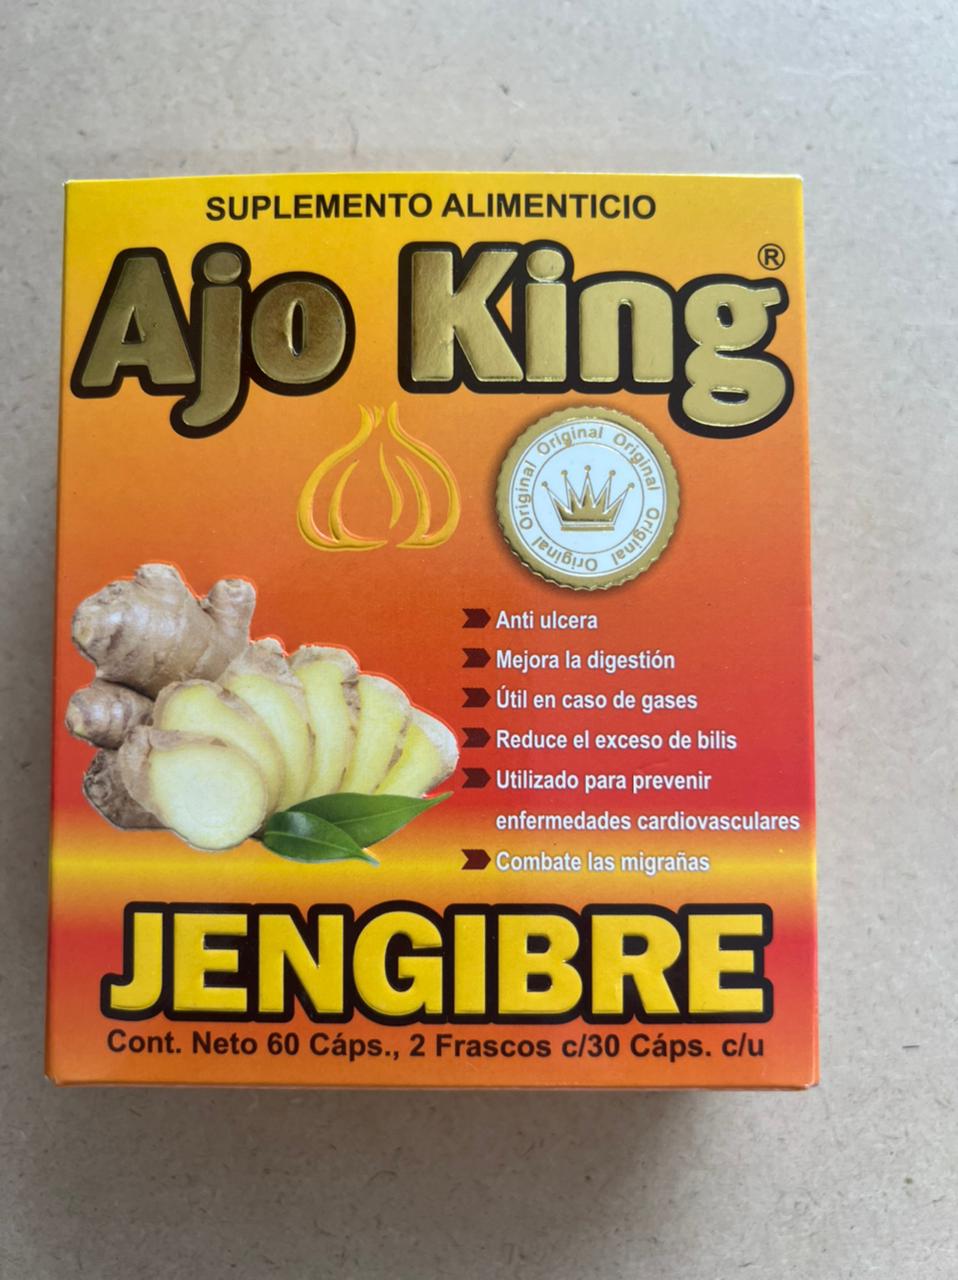 SUPLEMENTO ALIMENTICIO
Ajo King®
Original Original Original Original Original Original
Anti ulcera
Mejora la digestión
Útil en caso de gases
Reduce el exceso de bilis
Utilizado para prevenir
enfermedades cardiovasculares
Combate las migrañas
JENGIBRE
Cont. Neto 60 Cáps., 2 Frascos c/30 Cáps. c/u